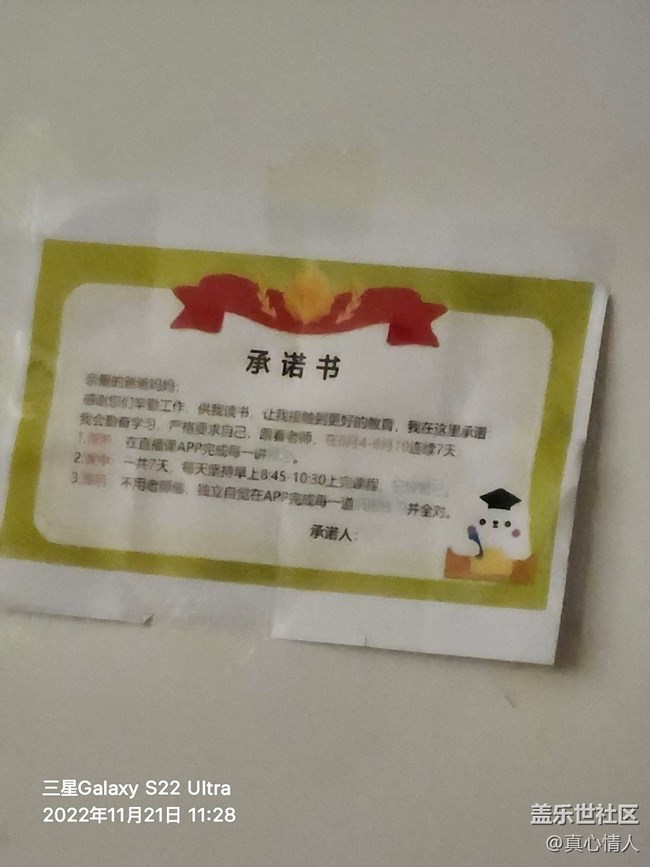 承诺书
亲爱的爸爸妈妈：
感谢您们辛勤工作，供我读书，让我接触到更好的教育，我在这里承诺：
我会勤奋学习，严格要求自己，跟着老师，在8月4-8月10连续7天
1.课前：在直播课APP完成每一讲。
2.课中：一共7天，每天坚持早上8:45-10:30上完课程，
3.课后：不用老师催，独立自觉在APP完成每一道 并全对。
承诺人：
三星Galaxy S22 Ultra
2022年11月21日 11:28
盖乐世社区
@真心情人